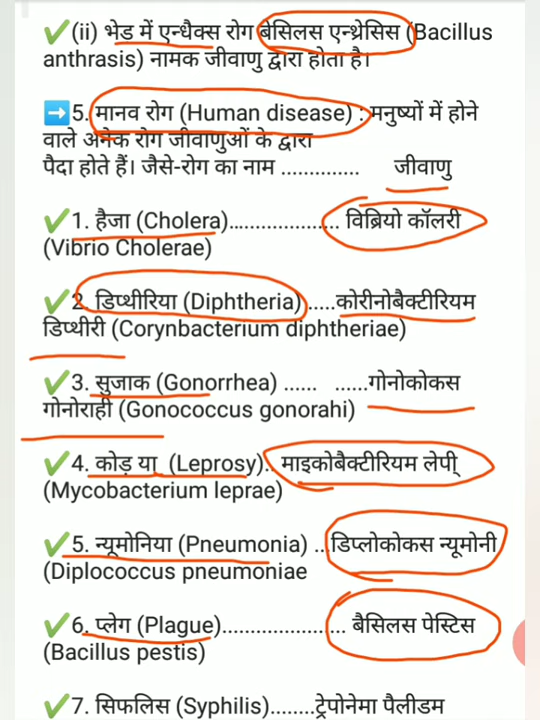 ✔(ii) भेड में एन्थैक्स रोग बेसिलस एन्थ्रेसिस (Bacillus
anthrasis) नामक जीवाणु द्वारा होता है।
➡5. मानव रोग (Human disease) : मनुष्यों में होने
वाले अनेक रोग जीवाणुओं के द्वारा
पैदा होते हैं। जैसे-रोग का नाम ............... जीवाणु
✔1. हैजा (Cholera)..................... विब्रियो कॉलरी
(Vibrio Cholerae)
✔2. डिप्थीरिया (Diphtheria).....कोरीनोबैक्टीरियम
डिप्थीरी (Corynbacterium diphtheriae)
✔3. सुजाक (Gonorrhea) ...... ......गोनोकोकस
गोनोराही (Gonococcus gonorahi)
✔4. कोड़ या (Leprosy).. माइकोबैक्टीरियम लेपी्
(Mycobacterium leprae)
✔5. न्यूमोनिया (Pneumonia) ..डिप्लोकोकस न्यूमोनी
(Diplococcus pneumoniae
✔6. प्लेग (Plague)..................... बैसिलस पेस्टिस
(Bacillus pestis)
✔7. सिफलिस (Syphilis)........ट्रेपोनेमा पैलीडम